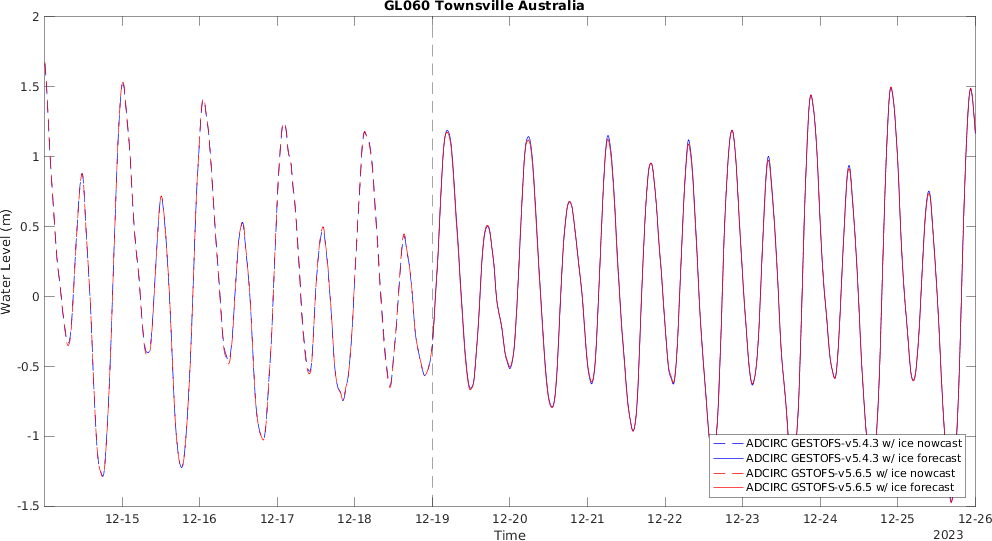 GL060 Townsville Australia
2
1.5
1
0.5
0
-0.5
-1
-1.5
Water Level (m)
ADCIRC GESTOFS-v5.4.3 w/ ice nowcast
ADCIRC GESTOFS-v5.4.3 w/ ice forecast
ADCIRC GSTOFS-v5.6.5 w/ ice nowcast
ADCIRC GSTOFS-v5.6.5 w/ ice forecast
12-15 12-16 12-17 12-18 12-19 12-20 12-21 12-22 12-23 12-24 12-25 12-26
Time
2023